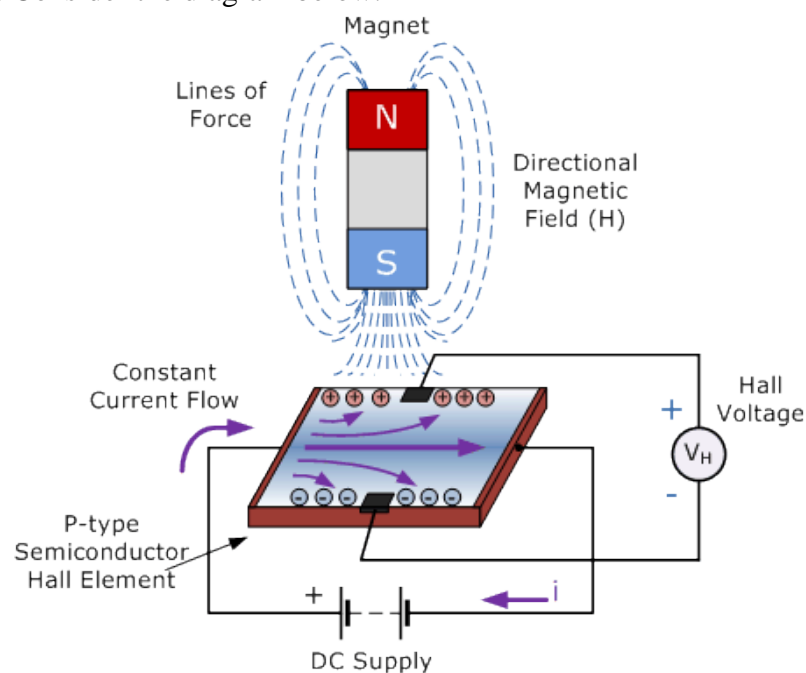 Magnet
Lines of
Force
N
Directional
Magnetic
Field (H)
S
Constant
Current Flow
Hall
Voltage
+ + + + + +
+
VH
-
- - - - - -
P-type
Semiconductor
Hall Element
+
i
DC Supply